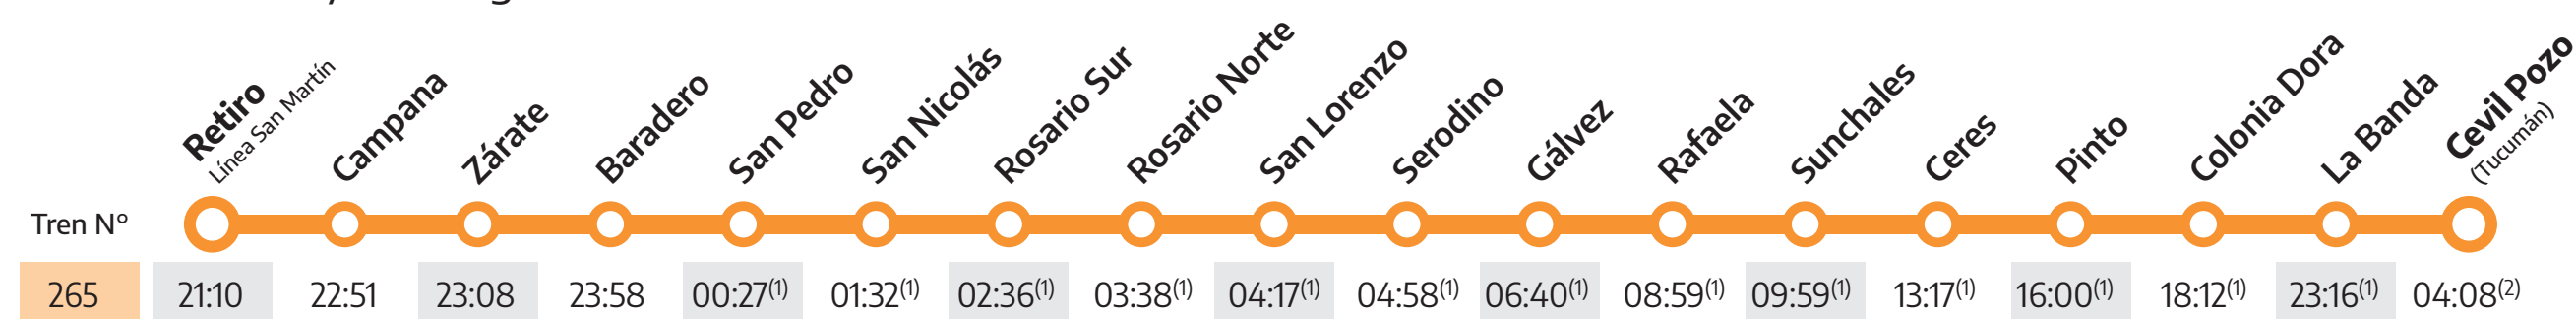 Retiro
Línea San Martín
Campana
Zárate
Baradero
San Pedro
San Nicolás
Rosario Sur
Rosario Norte
San Lorenzo
Serodino
Gálvez
Rafaela
Sunchales
Ceres
Pinto
Colonia Dora
La Banda
Cevil Pozo
(Tucumán)
Tren N°
265 21:10 22:51 23:08 23:58 00:27(1) 01:32(1) 02:36(1) 03:38(1) 04:17(1) 04:58(1) 06:40(1) 08:59(1) 09:59(1) 13:17(1) 16:00(1) 18:12(1) 23:16(1) 04:08(2)